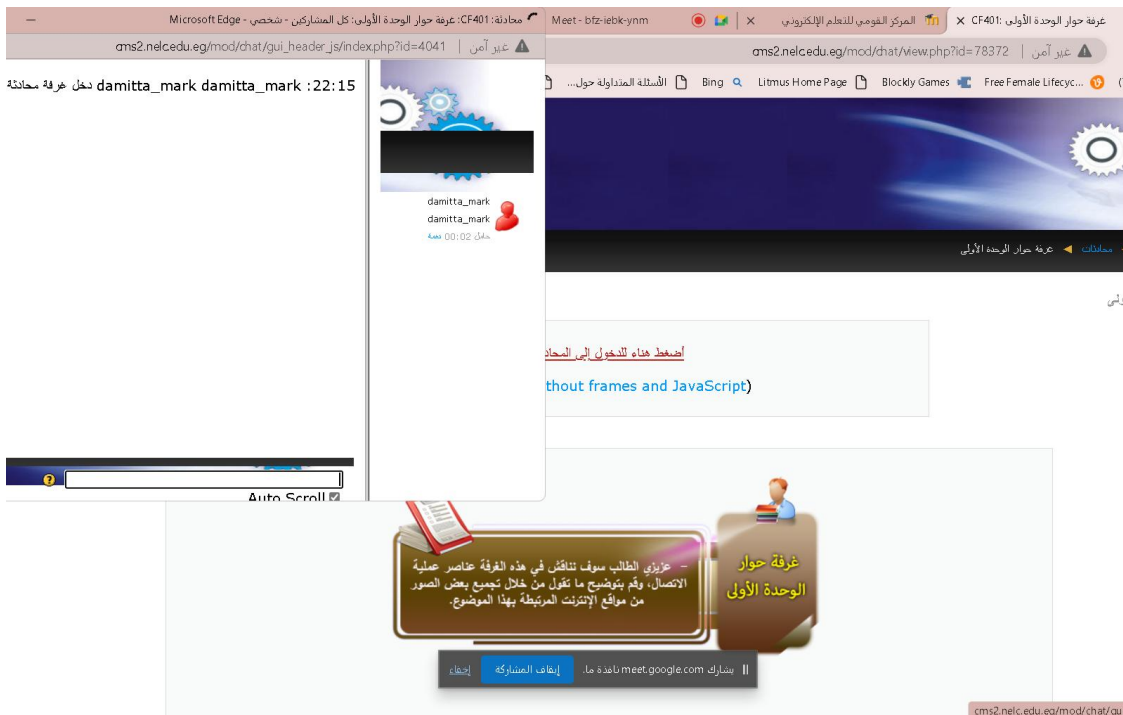 محادثة: CF401: غرفة حوار الوحدة الأولى: كل المشاركين - شخصي - Microsoft Edge
غير آمن | cms2.nelc.edu.eg/mod/chat/gui_header_js/index.php?id=4041
22:15: damitta_mark damitta_mark دخل غرفة محادثة
damitta_mark
damitta_mark
خامل 00:02 نغمة
Auto Scroll
غرفة حوار الوحدة الأولى :CF401
المركز القومي للتعلم الإلكتروني
Meet - bfz-iebk-ynm
غير آمن | cms2.nelc.edu.eg/mod/chat/view.php?id=78372
Free Female Lifecyc...
Blockly Games
Litmus Home Page
Bing
الأسئلة المتداولة حول...
محادثات ◄ غرفة حوار الوحدة الأولى
أضغط هناء للدخول إلى
thout frames and JavaScript)
غرفة حوار
الوحدة الأولى
– عزيزي الطالب سوف نتناقش في هذه الغرفة عناصر عملية
الاتصال، وقم بتوضيح ما تقول من خلال تجميع بعض الصور
من مواقع الإنترنت المرتبطة بهذا الموضوع.
يشارك meet.google.com نافذة ما.
إيقاف المشاركة
إخفاء
cms2.nelc.edu.eg/mod/chat/gu